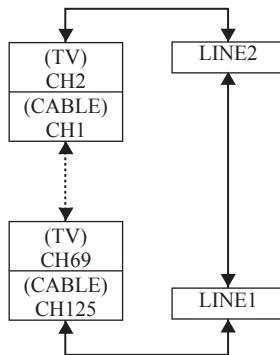 (TV)
CH2
(CABLE)
CH1
LINE2
(TV)
CH69
(CABLE)
CH125
LINE1